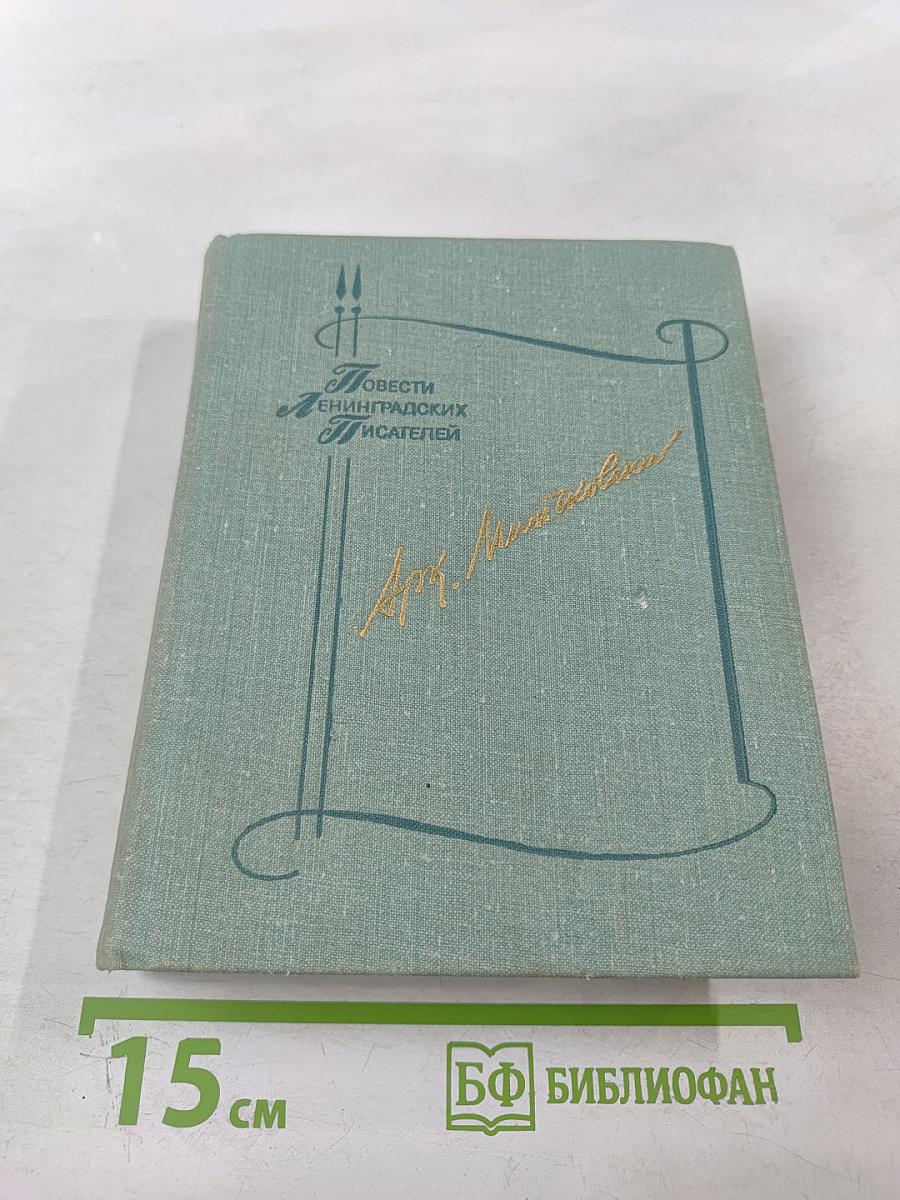 Повести
Ленинградских
Писателей
Арк. Минчковский
15 см
БФ БИБЛИОФАН